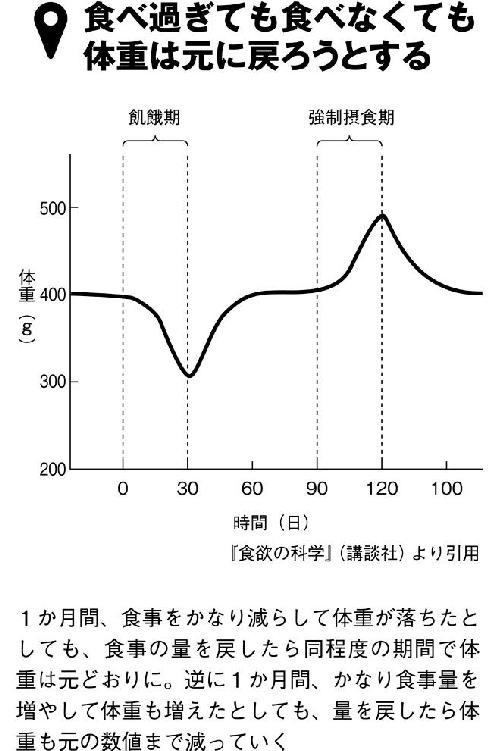 食べ過ぎても食べなくても
体重は元に戻ろうとする
飢餓期
強制摂食期
体重(g)
500
400
300
200
0 30 60 90 120 100
時間(日)
『食欲の科学』(講談社)より引用
1か月間、食事をかなり減らして体重が落ちたと
しても、食事の量を戻したら同程度の期間で体
重は元どおりに。逆に1か月間、かなり食事量を
増やして体重も増えたとしても、量を戻したら体
重も元の数値まで減っていく